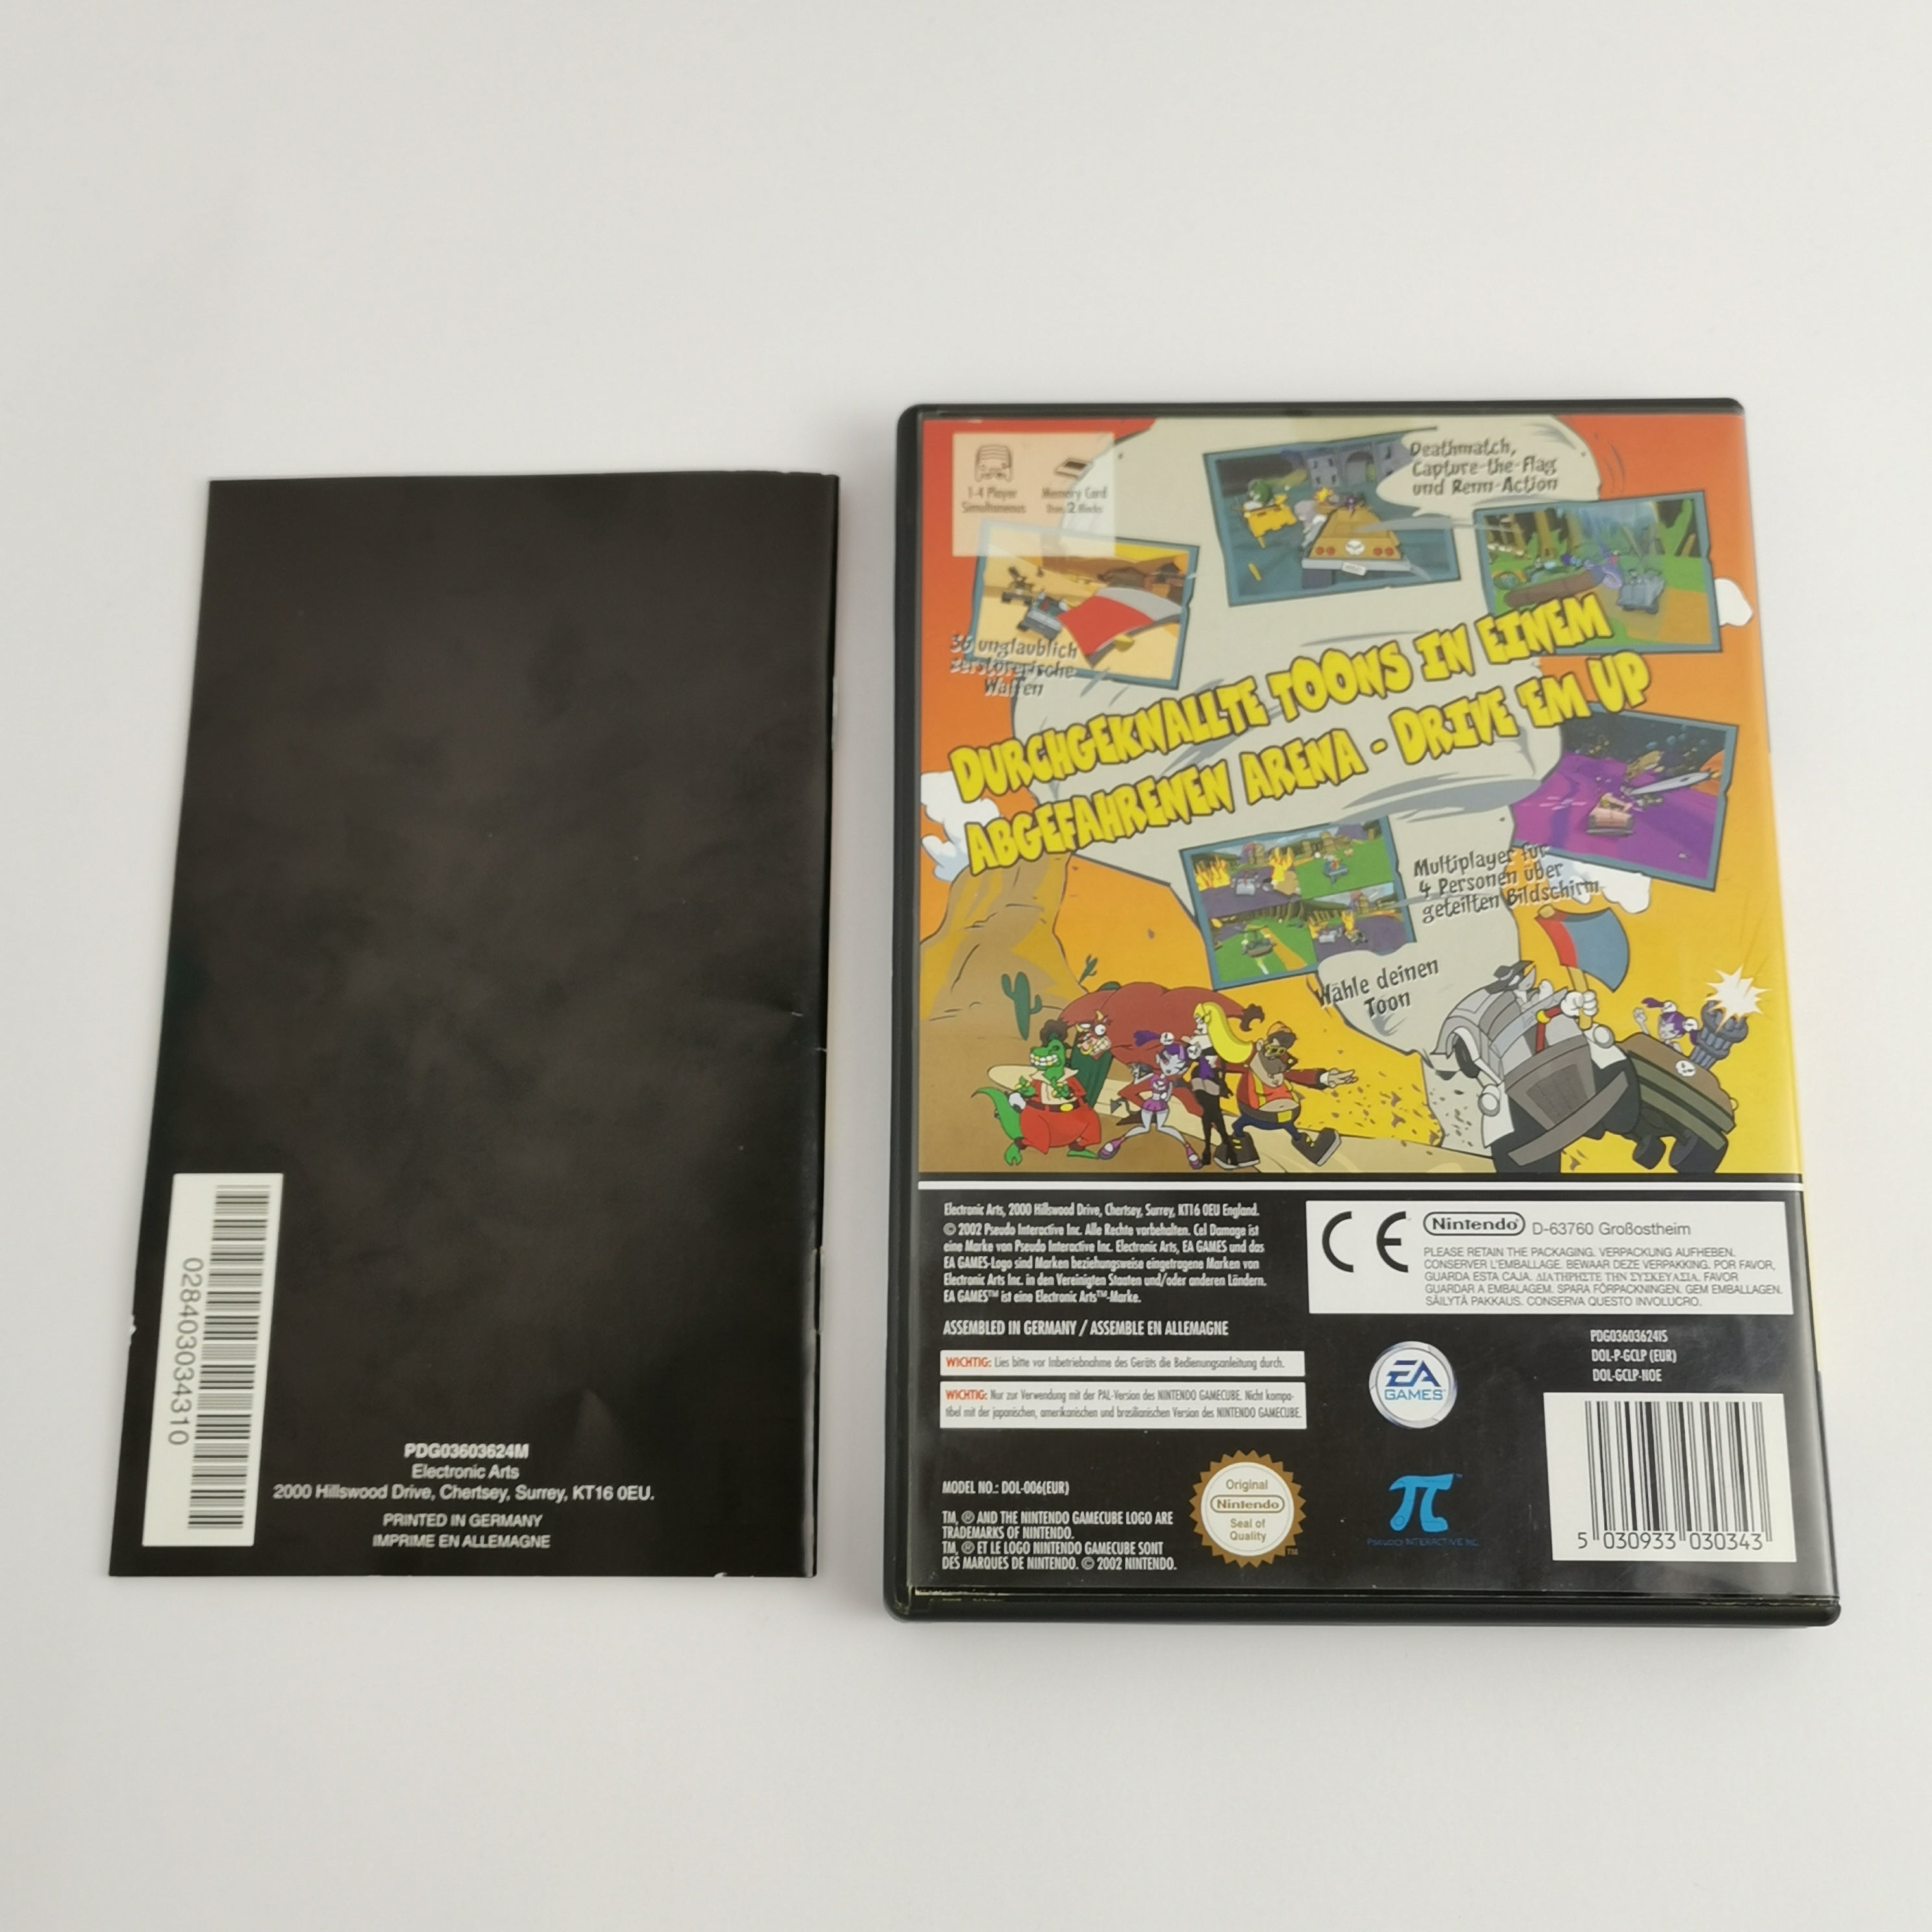 02840303034310
PDG03603624M
Electronic Arts
2000 Hillswood Drive, Chertsey, Surrey, KT16 0EU.
PRINTED IN GERMANY
IMPRIME EN ALLEMAGNE
1-4 Player
Simultaneous
Memory Card
Uses 2 Blocks
Deathmatch,
Capture-the-Flag
und Renn-Action
36 unglaublich
zerstörerische
Waffen
DURCHGEKNALLTE TOONS IN EINEM
ABGEFAHRENEN ARENA - DRIVE EM UP
Multiplayer für
4 Personen über
geteilten Bildschirm
Wähle deinen
Toon
Electronic Arts, 2000 Hillswood Drive, Chertsey, Surrey, KT16 0EU England.
© 2002 Pseudo Interactive Inc. Alle Rechte vorbehalten. Cel Damage ist
eine Marke von Pseudo Interactive Inc. Electronic Arts, EA GAMES und das
EA GAMES-Logo sind Marken beziehungsweise eingetragene Marken von
Electronic Arts Inc. in den Vereinigten Staaten und/oder anderen Ländern.
EA GAMES™ ist eine Electronic Arts™-Marke.
ASSEMBLED IN GERMANY / ASSEMBLE EN ALLEMAGNE
WICHTIG: Lies bitte vor Inbetriebnahme des Geräts die Bedienungsanleitung durch.
WICHTIG: Nur zur Verwendung mit der PAL-Version des NINTENDO GAMECUBE. Nicht kompa-
tibel mit der japanischen, amerikanischen und brasilianischen Version des NINTENDO GAMECUBE.
MODEL NO.: DOL-006(EUR)
TM, ® AND THE NINTENDO GAMECUBE LOGO ARE
TRADEMARKS OF NINTENDO.
TM, ® ET LE LOGO NINTENDO GAMECUBE SONT
DES MARQUES DE NINTENDO. © 2002 NINTENDO.
Original
Nintendo
Seal of
Quality
TM
CE
Nintendo D-63760 Großostheim
PLEASE RETAIN THE PACKAGING. VERPACKUNG AUFHEBEN.
CONSERVER L'EMBALLAGE. BEWAAR DEZE VERPAKKING. POR FAVOR,
GUARDA ESTA CAJA. ΔΙΑΤΗΡΗΣΤΕ ΤΗΝ ΣΥΣΚΕΥΑΣΙΑ. FAVOR
GUARDAR A EMBALAGEM. SPARA FÖRPACKNINGEN. GEM EMBALLAGEN.
SÄILYTÄ PAKKAUS. CONSERVA QUESTO INVOLUCRO.
PDG03603624IS
DOL-P-GCLP (EUR)
DOL-GCLP-NOE
EA
GAMES™
PSEUDO INTERACTIVE INC.
5 030933 030343